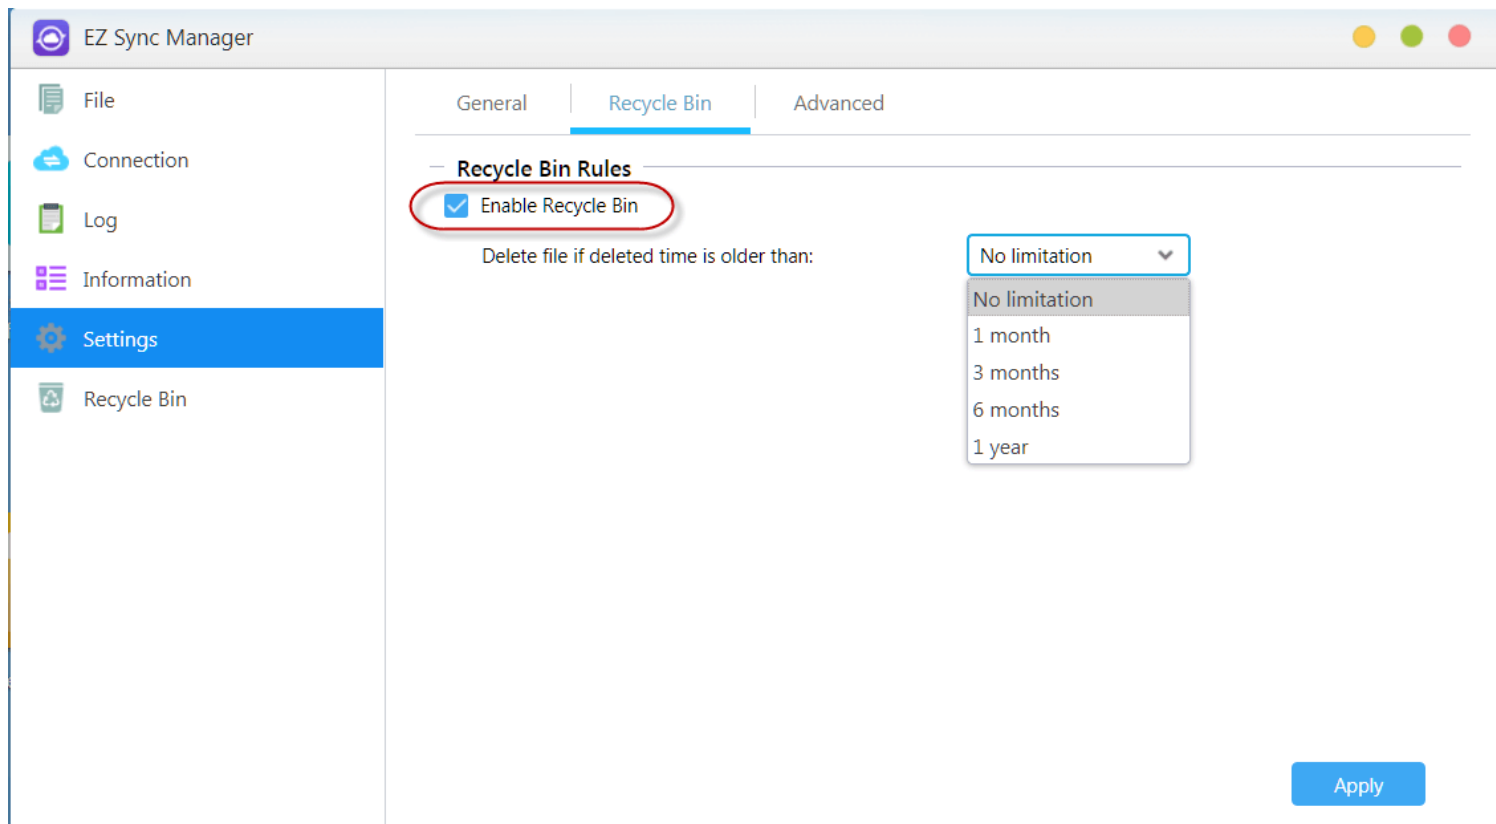 EZ Sync Manager
File
Connection
Log
Information
Settings
Recycle Bin
General
Recycle Bin
Advanced
Recycle Bin Rules
Enable Recycle Bin
Delete file if deleted time is older than:
No limitation
No limitation
1 month
3 months
6 months
1 year
Apply